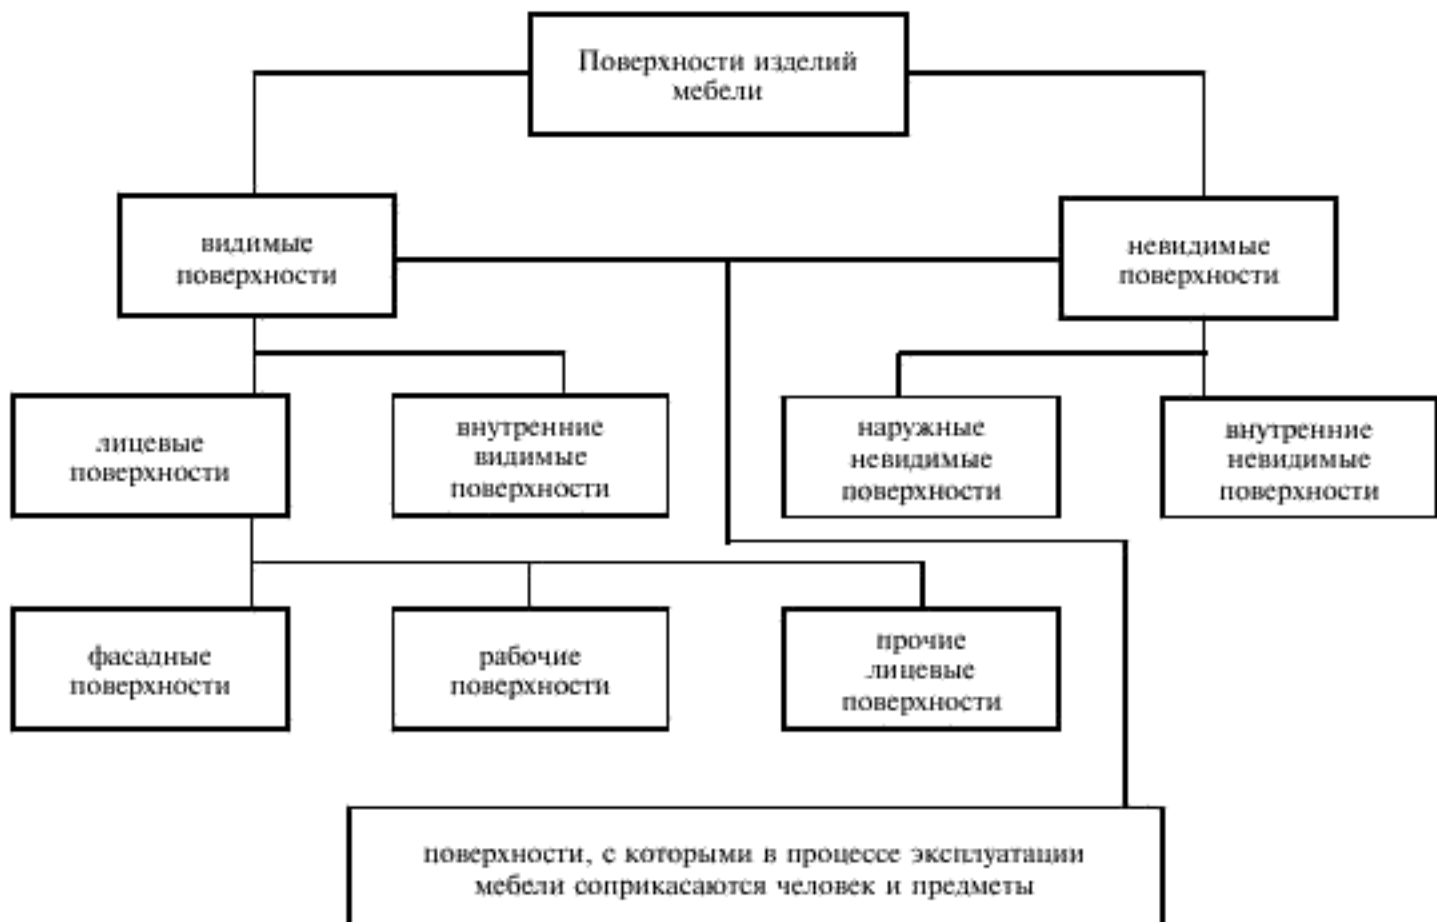 Поверхности изделий
мебели
видимые
поверхности
невидимые
поверхности
лицевые
поверхности
внутренние
видимые
поверхности
наружные
невидимые
поверхности
внутренние
невидимые
поверхности
фасадные
поверхности
рабочие
поверхности
прочие
лицевые
поверхности
поверхности, с которыми в процессе эксплуатации
мебели соприкасаются человек и предметы